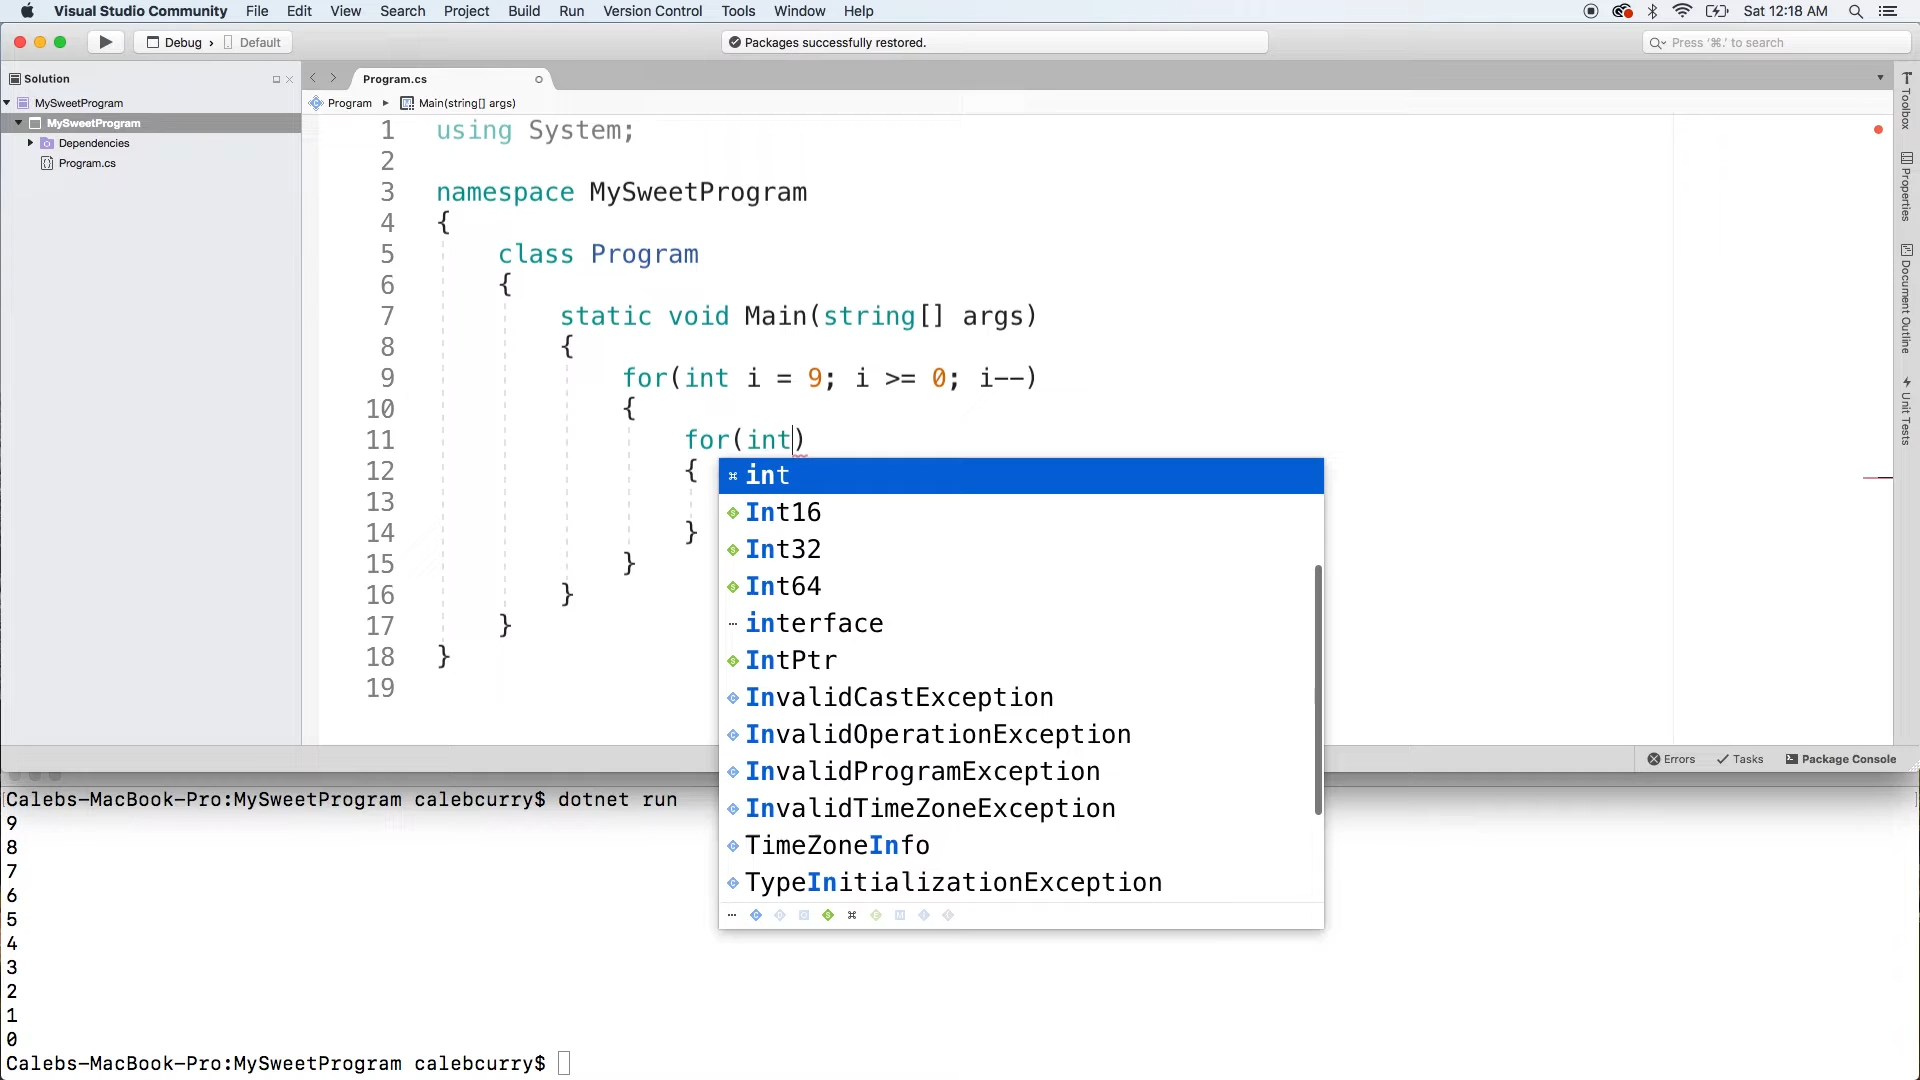 Visual Studio Community File Edit View Search Project Build Run Version Control Tools Window Help Sat 12:18 AM
Debug › Default
Packages successfully restored.
Press ‘⌘.’ to search
Solution
MySweetProgram
MySweetProgram
Dependencies
Program.cs
Program.cs
Program ▸ Main(string[] args)
1 using System;
2
3 namespace MySweetProgram
4 {
5 class Program
6 {
7 static void Main(string[] args)
8 {
9 for(int i = 9; i >= 0; i--)
10 {
11 for(int)
12 {
13
14 }
15 }
16 }
17 }
18 }
19
int
Int16
Int32
Int64
interface
IntPtr
InvalidCastException
InvalidOperationException
InvalidProgramException
InvalidTimeZoneException
TimeZoneInfo
TypeInitializationException
Toolbox
Properties
Document Outline
Unit Tests
Errors Tasks Package Console
Calebs-MacBook-Pro:MySweetProgram calebcurry$ dotnet run
9
8
7
6
5
4
3
2
1
0
Calebs-MacBook-Pro:MySweetProgram calebcurry$